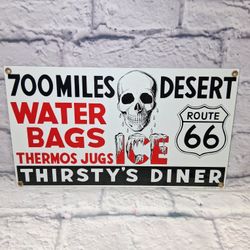 700 MILES DESERT
WATER
BAGS
THERMOS JUGS
ICE
ROUTE
66
THIRSTY'S DINER